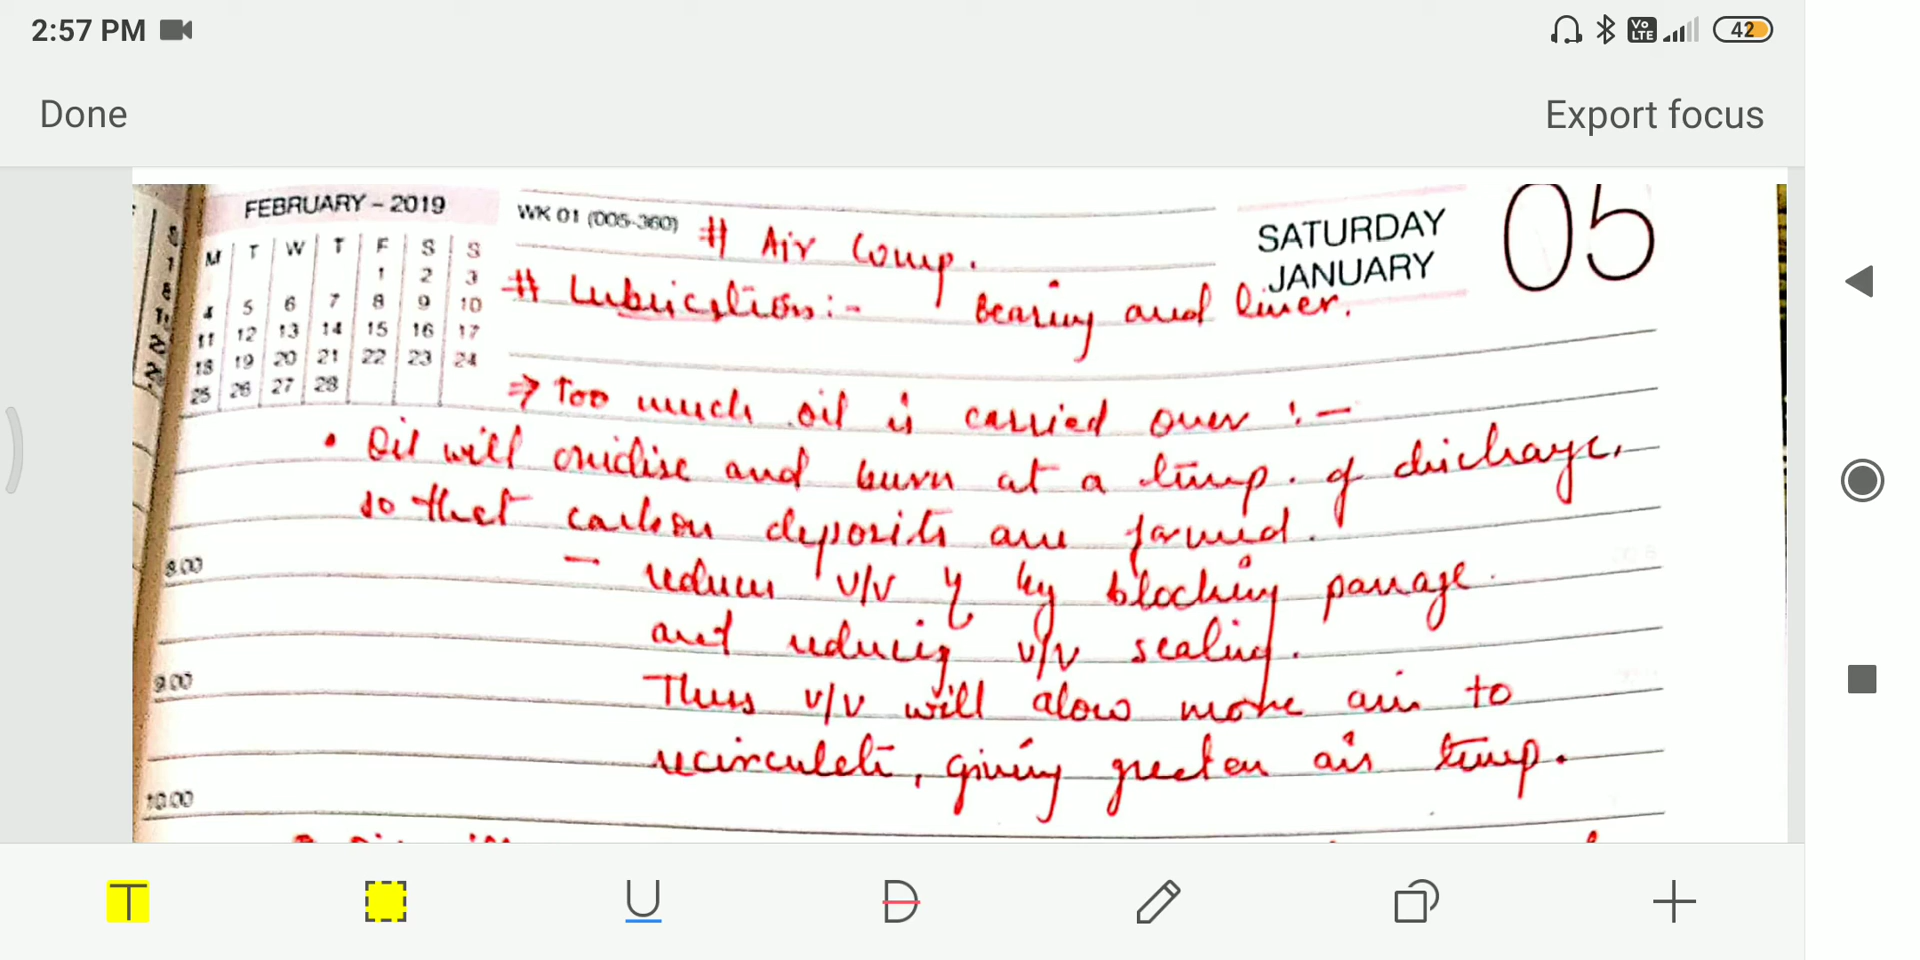 2:57 PM
Vo LTE 42
Done
Export focus
FEBRUARY - 2019
M T W T F S S
1 2 3
4 5 6 7 8 9 10
11 12 13 14 15 16 17
18 19 20 21 22 23 24
25 26 27 28
WK 01 (005-360)
SATURDAY
JANUARY
05
# Air Comp.
# Lubrication:- Bearing and liner.
⇒ Too much oil is carried over :-
• Oil will oxidise and burn at a temp. of discharge,
so that carbon deposits are formed.
- reduces v/v η by blocking passage
and reducing v/v sealing.
8.00
Thus v/v will alow more air to
9.00
recirculate, giving greater air temp.
10.00
T U D